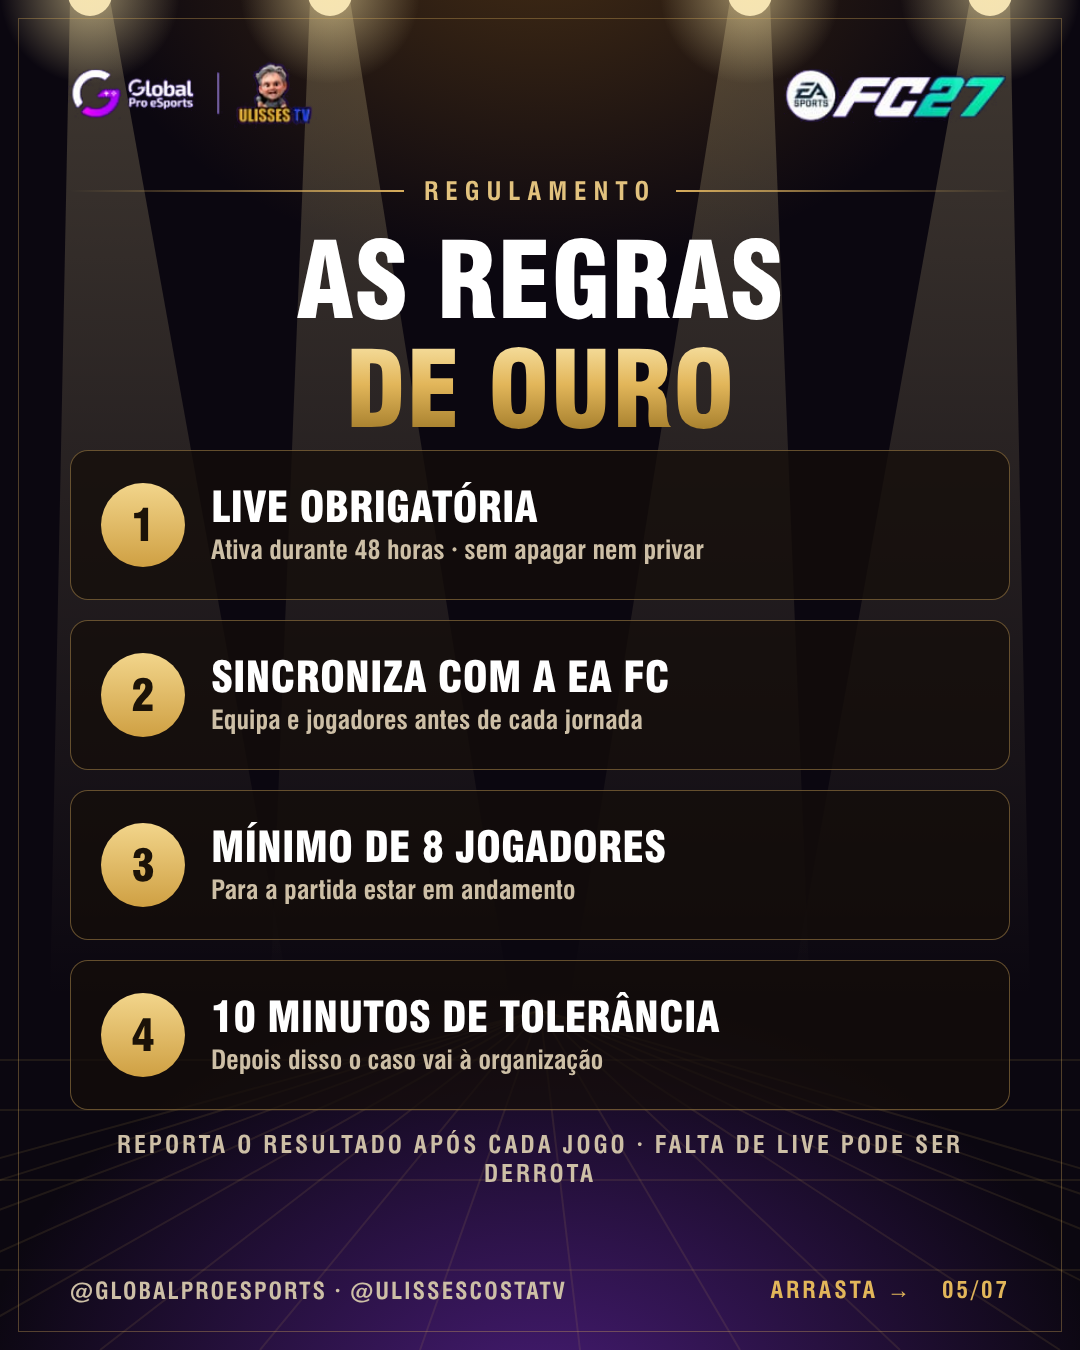 Global
Pro eSports
ULISSES TV
EA
SPORTS
FC27
REGULAMENTO
AS REGRAS
DE OURO
1
LIVE OBRIGATÓRIA
Ativa durante 48 horas · sem apagar nem privar
2
SINCRONIZA COM A EA FC
Equipa e jogadores antes de cada jornada
3
MÍNIMO DE 8 JOGADORES
Para a partida estar em andamento
4
10 MINUTOS DE TOLERÂNCIA
Depois disso o caso vai à organização
REPORTA O RESULTADO APÓS CADA JOGO · FALTA DE LIVE PODE SER
DERROTA
@GLOBALPROESPORTS · @ULISSESCOSTATV
ARRASTA → 05/07